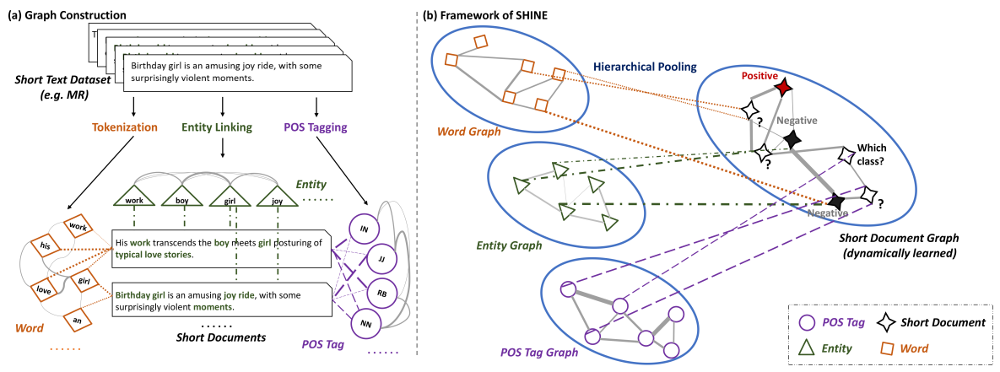 (a) Graph Construction
Birthday girl is an amusing joy ride, with some
surprisingly violent moments.
Short Text Dataset
(e.g. MR)
Tokenization
Entity Linking
POS Tagging
Entity
......
work
boy
girl
joy
work
his
love
girl
an
Word
......
His work transcends the boy meets girl posturing of
typical love stories.
Birthday girl is an amusing joy ride, with some
surprisingly violent moments.
......
Short Documents
IN
JJ
RB
NN
POS Tag
......
(b) Framework of SHINE
Hierarchical Pooling
Word Graph
Entity Graph
POS Tag Graph
Positive
?
Negative
?
Which
class?
?
Negative
Short Document Graph
(dynamically learned)
POS Tag
Short Document
Entity
Word